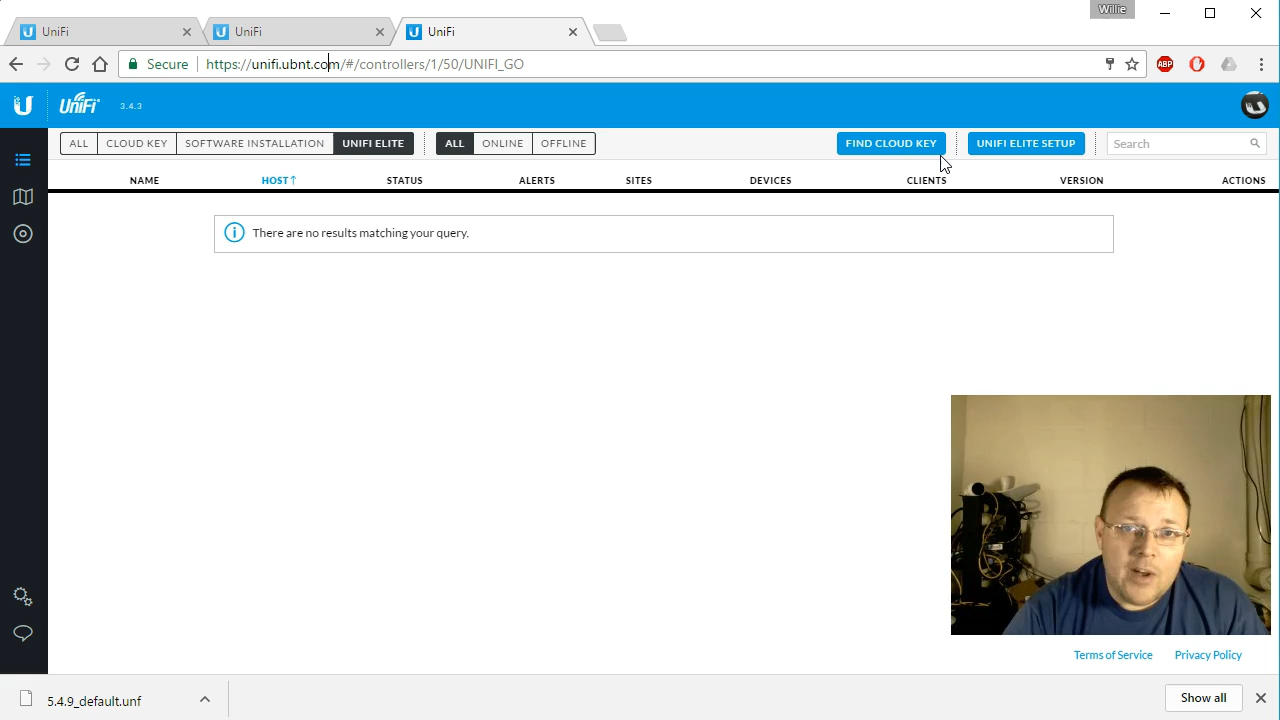 Willie
UniFi
UniFi
UniFi
Secure
https://unifi.ubnt.com/#/controllers/1/50/UNIFI_GO
ABP
UniFi
3.4.3
ALL
CLOUD KEY
SOFTWARE INSTALLATION
UNIFI ELITE
ALL
ONLINE
OFFLINE
FIND CLOUD KEY
UNIFI ELITE SETUP
Search
NAME
HOST↑
STATUS
ALERTS
SITES
DEVICES
CLIENTS
VERSION
ACTIONS
There are no results matching your query.
Terms of Service
Privacy Policy
5.4.9_default.unf
Show all